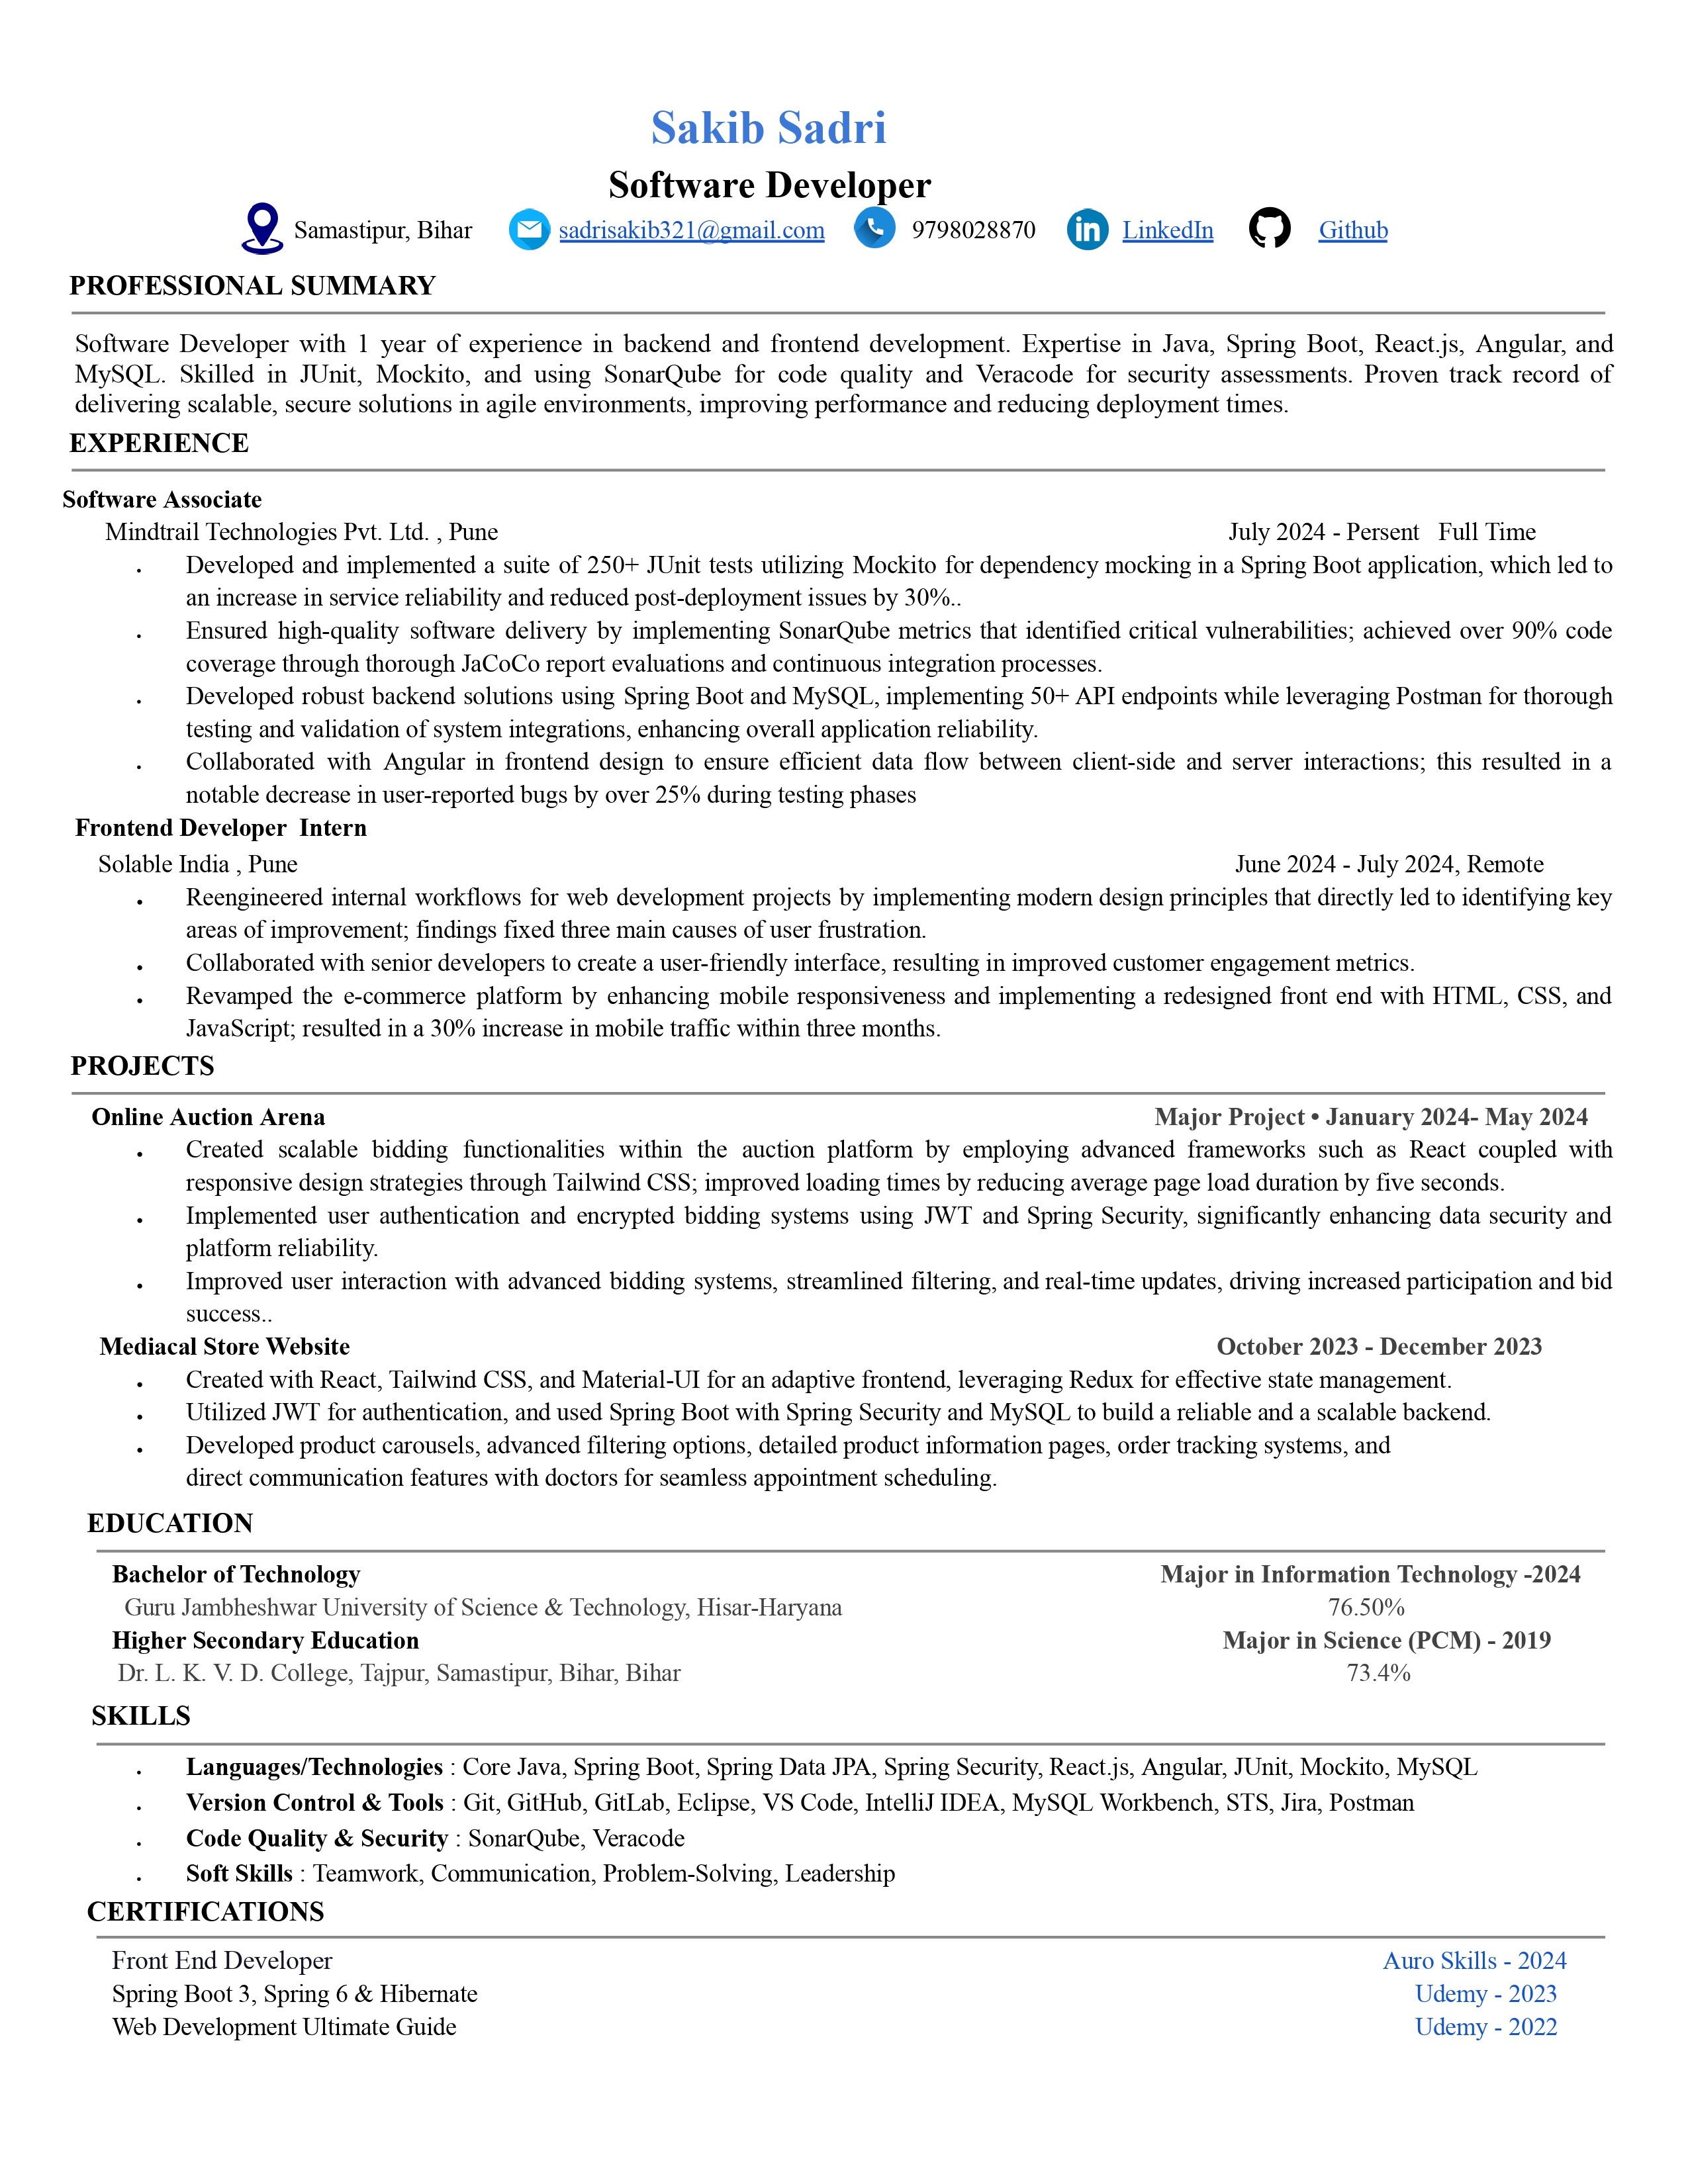 Sakib Sadri
Software Developer
Samastipur, Bihar sadrisakib321@gmail.com 9798028870 LinkedIn Github
PROFESSIONAL SUMMARY
Software Developer with 1 year of experience in backend and frontend development. Expertise in Java, Spring Boot, React.js, Angular, and
MySQL. Skilled in JUnit, Mockito, and using SonarQube for code quality and Veracode for security assessments. Proven track record of
delivering scalable, secure solutions in agile environments, improving performance and reducing deployment times.
EXPERIENCE
Software Associate
Mindtrail Technologies Pvt. Ltd. , Pune July 2024 - Persent Full Time
• Developed and implemented a suite of 250+ JUnit tests utilizing Mockito for dependency mocking in a Spring Boot application, which led to
an increase in service reliability and reduced post-deployment issues by 30%..
• Ensured high-quality software delivery by implementing SonarQube metrics that identified critical vulnerabilities; achieved over 90% code
coverage through thorough JaCoCo report evaluations and continuous integration processes.
• Developed robust backend solutions using Spring Boot and MySQL, implementing 50+ API endpoints while leveraging Postman for thorough
testing and validation of system integrations, enhancing overall application reliability.
• Collaborated with Angular in frontend design to ensure efficient data flow between client-side and server interactions; this resulted in a
notable decrease in user-reported bugs by over 25% during testing phases
Frontend Developer Intern
Solable India , Pune June 2024 - July 2024, Remote
• Reengineered internal workflows for web development projects by implementing modern design principles that directly led to identifying key
areas of improvement; findings fixed three main causes of user frustration.
• Collaborated with senior developers to create a user-friendly interface, resulting in improved customer engagement metrics.
• Revamped the e-commerce platform by enhancing mobile responsiveness and implementing a redesigned front end with HTML, CSS, and
JavaScript; resulted in a 30% increase in mobile traffic within three months.
PROJECTS
Online Auction Arena Major Project • January 2024- May 2024
• Created scalable bidding functionalities within the auction platform by employing advanced frameworks such as React coupled with
responsive design strategies through Tailwind CSS; improved loading times by reducing average page load duration by five seconds.
• Implemented user authentication and encrypted bidding systems using JWT and Spring Security, significantly enhancing data security and
platform reliability.
• Improved user interaction with advanced bidding systems, streamlined filtering, and real-time updates, driving increased participation and bid
success..
Mediacal Store Website October 2023 - December 2023
• Created with React, Tailwind CSS, and Material-UI for an adaptive frontend, leveraging Redux for effective state management.
• Utilized JWT for authentication, and used Spring Boot with Spring Security and MySQL to build a reliable and a scalable backend.
• Developed product carousels, advanced filtering options, detailed product information pages, order tracking systems, and
direct communication features with doctors for seamless appointment scheduling.
EDUCATION
Bachelor of Technology Major in Information Technology -2024
Guru Jambheshwar University of Science & Technology, Hisar-Haryana 76.50%
Higher Secondary Education Major in Science (PCM) - 2019
Dr. L. K. V. D. College, Tajpur, Samastipur, Bihar, Bihar 73.4%
SKILLS
• Languages/Technologies : Core Java, Spring Boot, Spring Data JPA, Spring Security, React.js, Angular, JUnit, Mockito, MySQL
• Version Control & Tools : Git, GitHub, GitLab, Eclipse, VS Code, IntelliJ IDEA, MySQL Workbench, STS, Jira, Postman
• Code Quality & Security : SonarQube, Veracode
• Soft Skills : Teamwork, Communication, Problem-Solving, Leadership
CERTIFICATIONS
Front End Developer Auro Skills - 2024
Spring Boot 3, Spring 6 & Hibernate Udemy - 2023
Web Development Ultimate Guide Udemy - 2022